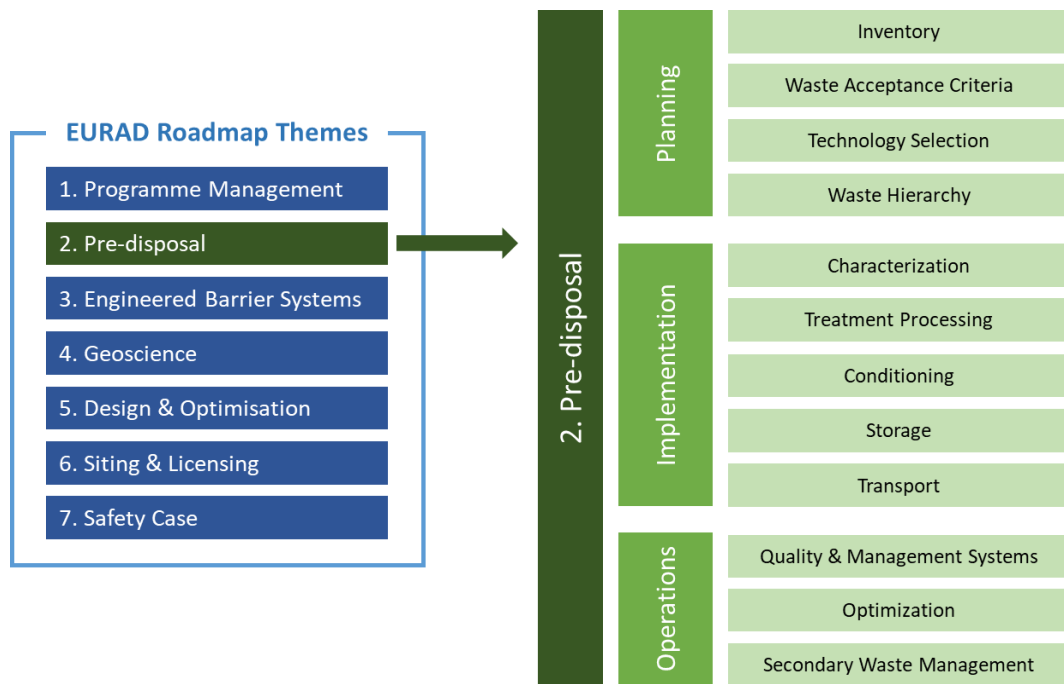 EURAD Roadmap Themes
1. Programme Management
2. Pre-disposal
3. Engineered Barrier Systems
4. Geoscience
5. Design & Optimisation
6. Siting & Licensing
7. Safety Case
2. Pre-disposal
Planning
Inventory
Waste Acceptance Criteria
Technology Selection
Waste Hierarchy
Implementation
Characterization
Treatment Processing
Conditioning
Storage
Transport
Operations
Quality & Management Systems
Optimization
Secondary Waste Management